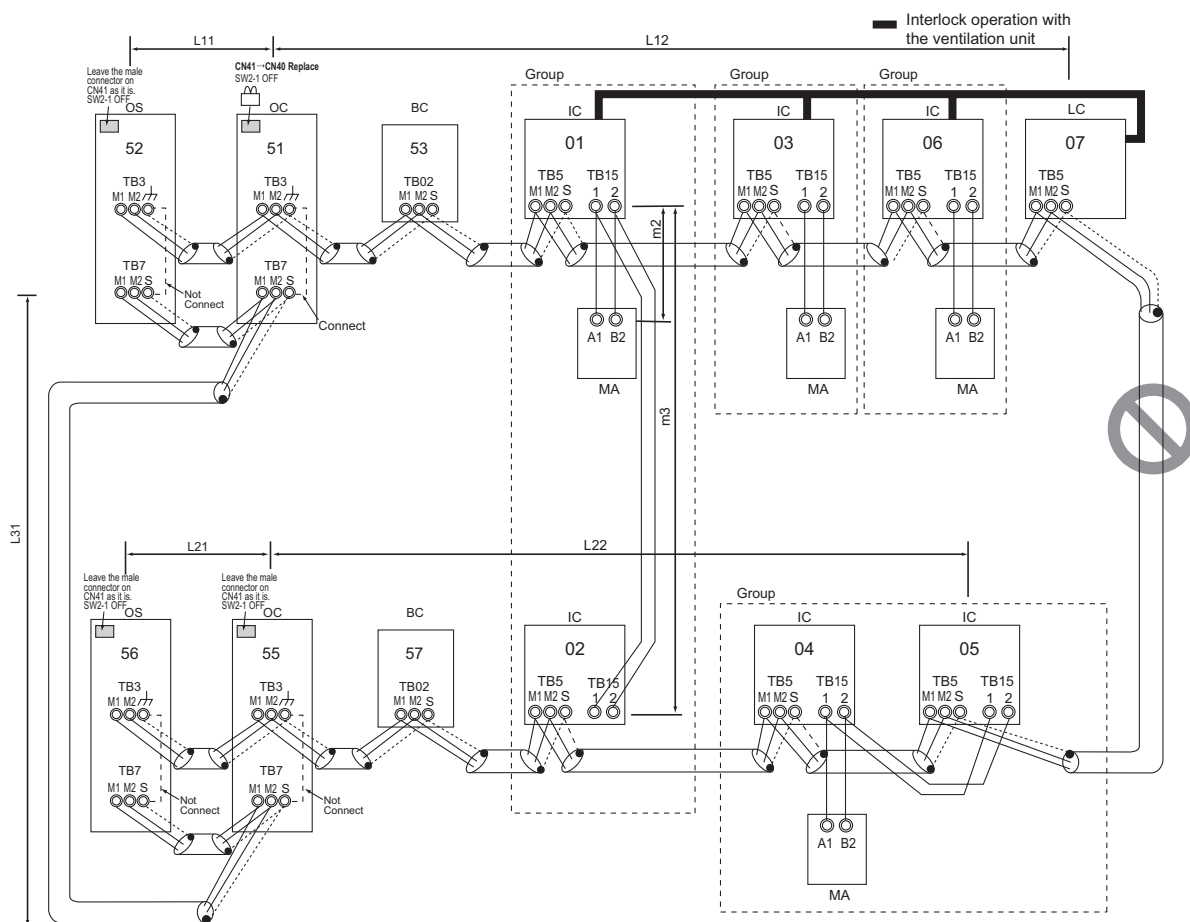 Interlock operation with
the ventilation unit
L11
L12
Leave the male
connector on
CN41 as it is.
SW2-1 OFF
OS
CN41→CN40 Replace
SW2-1 OFF
OC
BC
Group
IC
Group
IC
Group
IC
LC
52
51
53
01
03
06
07
TB3
M1 M2
TB3
M1 M2
TB02
M1 M2 S
TB5
M1 M2 S
TB15
1 2
TB5
M1 M2 S
TB15
1 2
TB5
M1 M2 S
TB15
1 2
TB5
M1 M2 S
TB7
M1 M2 S
Not
Connect
TB7
M1 M2 S
Connect
m2
A1 B2
MA
A1 B2
MA
A1 B2
MA
m3
L31
L21
L22
Leave the male
connector on
CN41 as it is.
SW2-1 OFF
OS
Leave the male
connector on
CN41 as it is.
SW2-1 OFF
OC
BC
IC
Group
IC
IC
56
55
57
02
04
05
TB3
M1 M2
TB3
M1 M2
TB02
M1 M2 S
TB5
M1 M2 S
TB15
1 2
TB5
M1 M2 S
TB15
1 2
TB5
M1 M2 S
TB15
1 2
TB7
M1 M2 S
Not
Connect
TB7
M1 M2 S
Not
Connect
A1 B2
MA